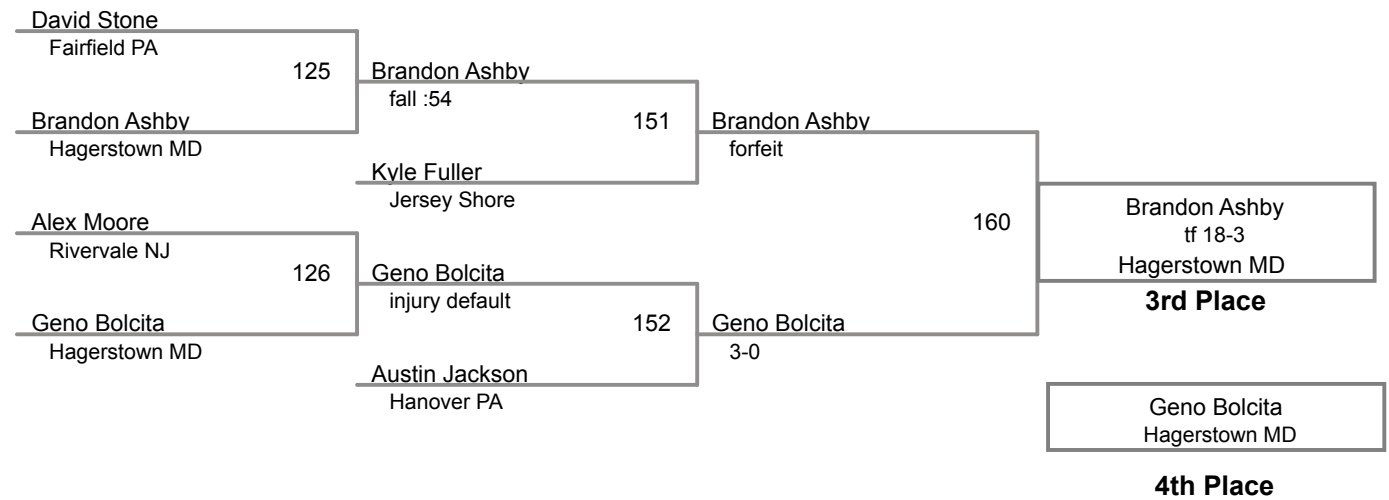 David Stone
Fairfield PA
125
Brandon Ashby
fall :54
Brandon Ashby
Hagerstown MD
151
Brandon Ashby
forfeit
Kyle Fuller
Jersey Shore
Alex Moore
Rivervale NJ
126
Geno Bolcita
injury default
Geno Bolcita
Hagerstown MD
152
Geno Bolcita
3-0
Austin Jackson
Hanover PA
160
Brandon Ashby
tf 18-3
Hagerstown MD
3rd Place
Geno Bolcita
Hagerstown MD
4th Place